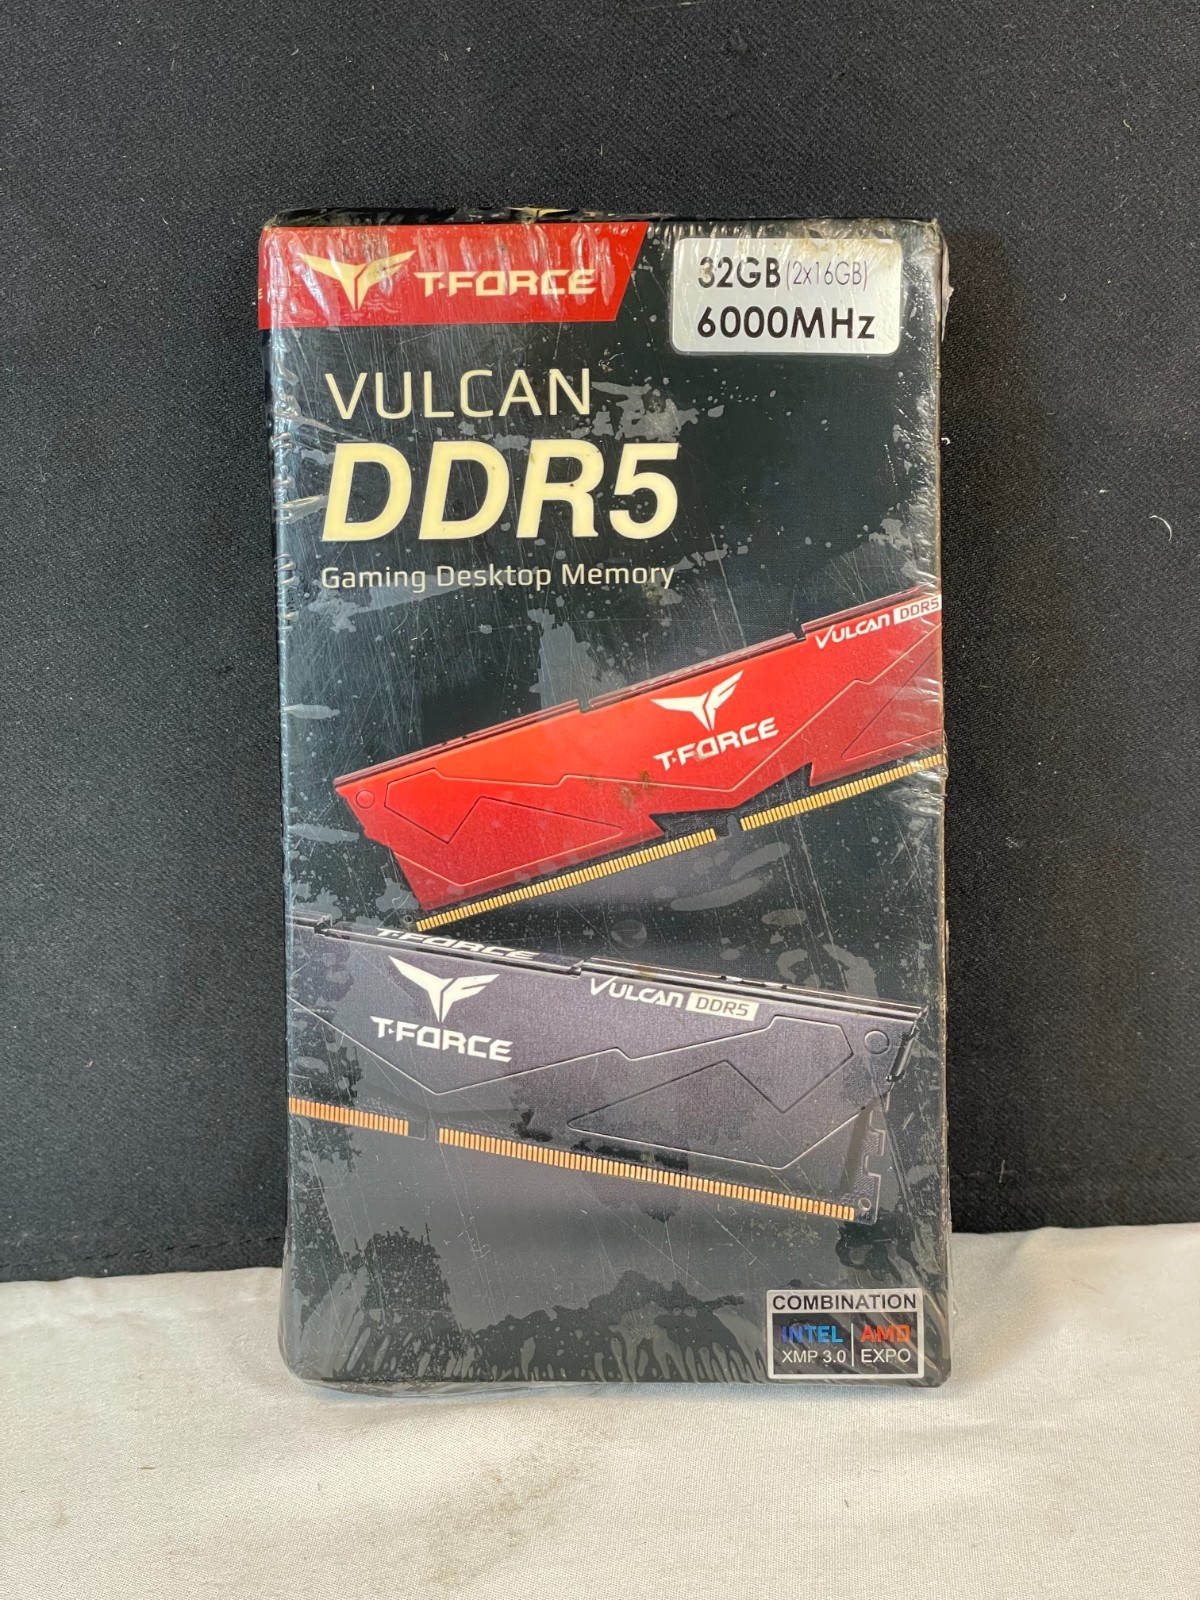 T-FORCE
32GB (2x16GB)
6000MHz
VULCAN
DDR5
Gaming Desktop Memory
VULCAN DDR5
T-FORCE
T-FORCE
VULCAN DDR5
T-FORCE
COMBINATION
INTEL AMD
XMP 3.0 EXPO